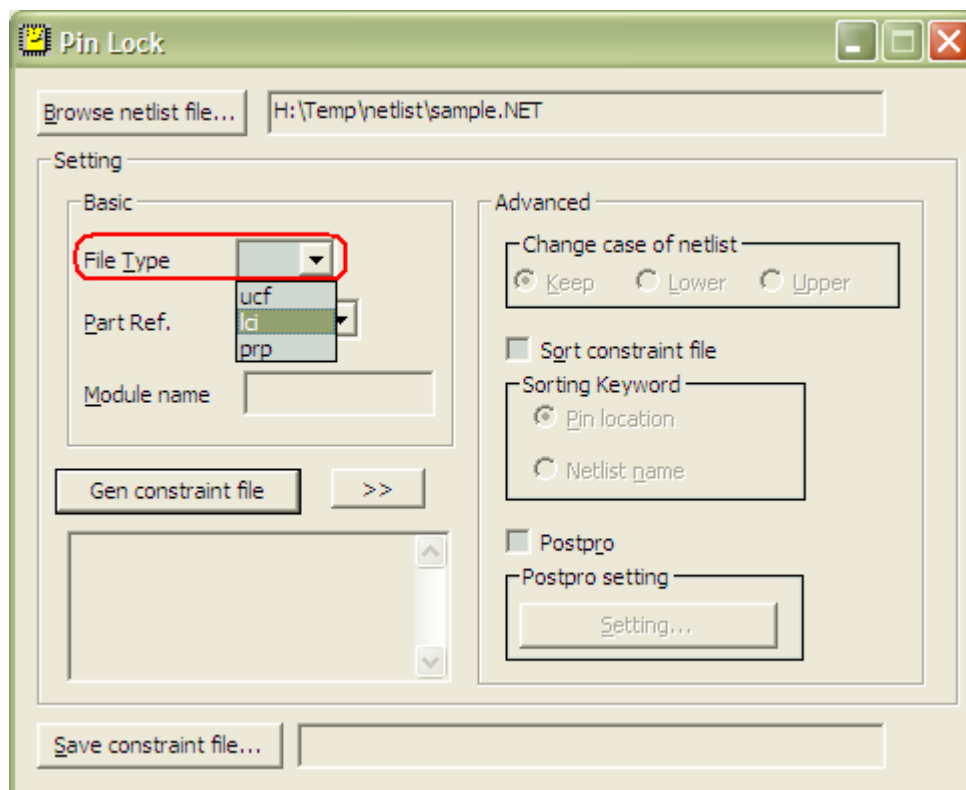 Pin Lock
Browse netlist file...
H:\Temp\netlist\sample.NET
Setting
Basic
File Type
ucf
lci
prp
Part Ref.
Module name
Gen constraint file
>>
Advanced
Change case of netlist
Keep
Lower
Upper
Sort constraint file
Sorting Keyword
Pin location
Netlist name
Postpro
Postpro setting
Setting...
Save constraint file...